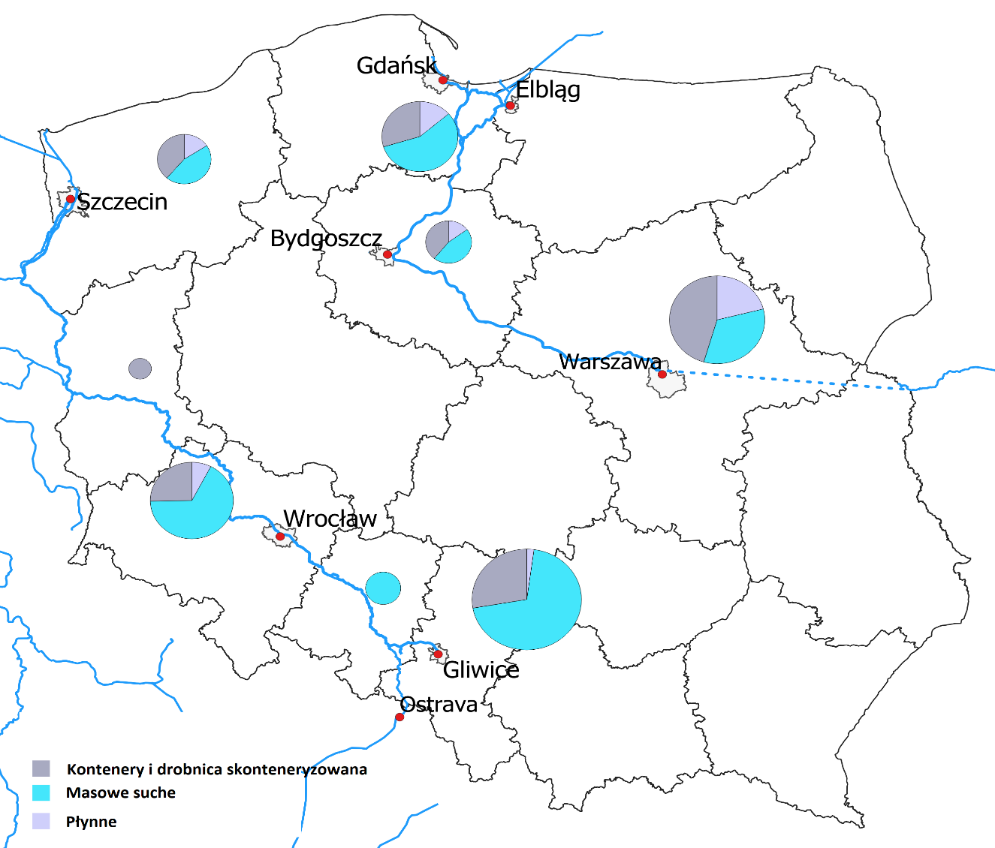 Gdańsk
Elbląg
Szczecin
Bydgoszcz
Warszawa
Wrocław
Gliwice
Ostrava
Kontenery i drobnica skonteneryzowana
Masowe suche
Płynne